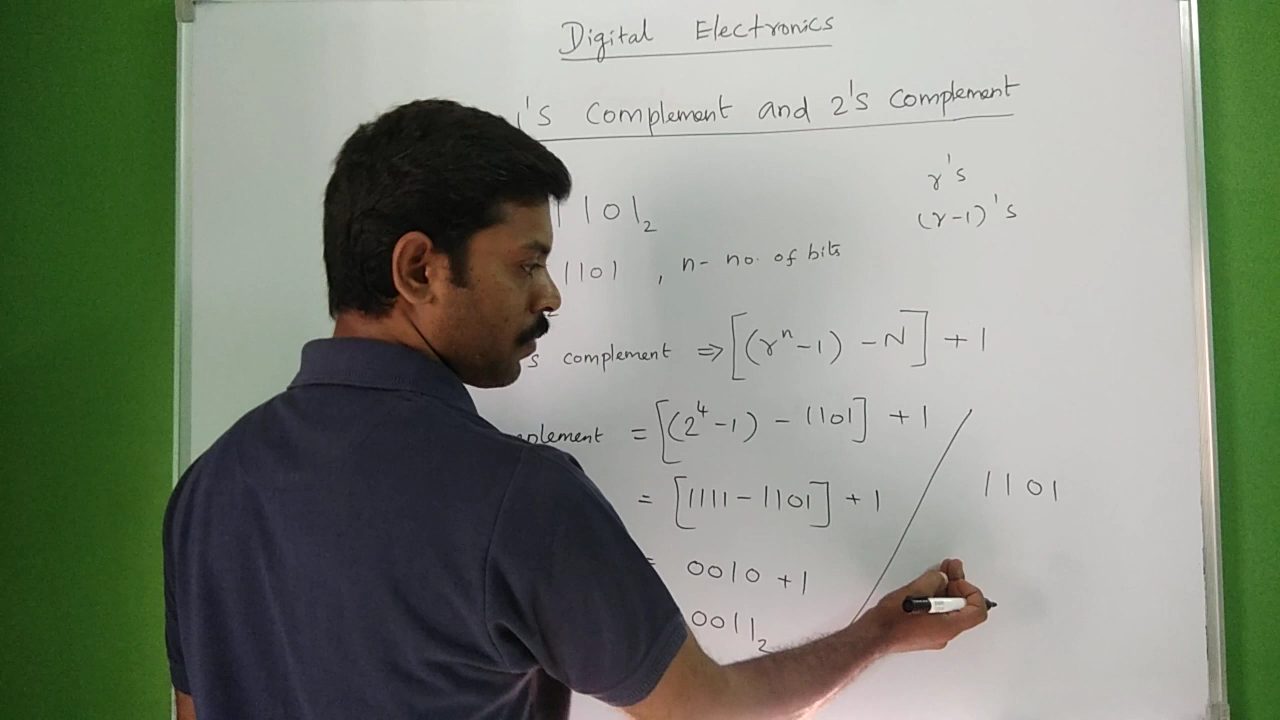 Digital Electronics
1's Complement and 2's Complement
r's
(r-1)'s
1101₂
1101 , n- no. of bits
s complement ⇒ [(rⁿ-1) -N] +1
= [(2⁴-1) - 1101] +1
= [1111-1101] +1
1101
= 0010 +1
0011₂